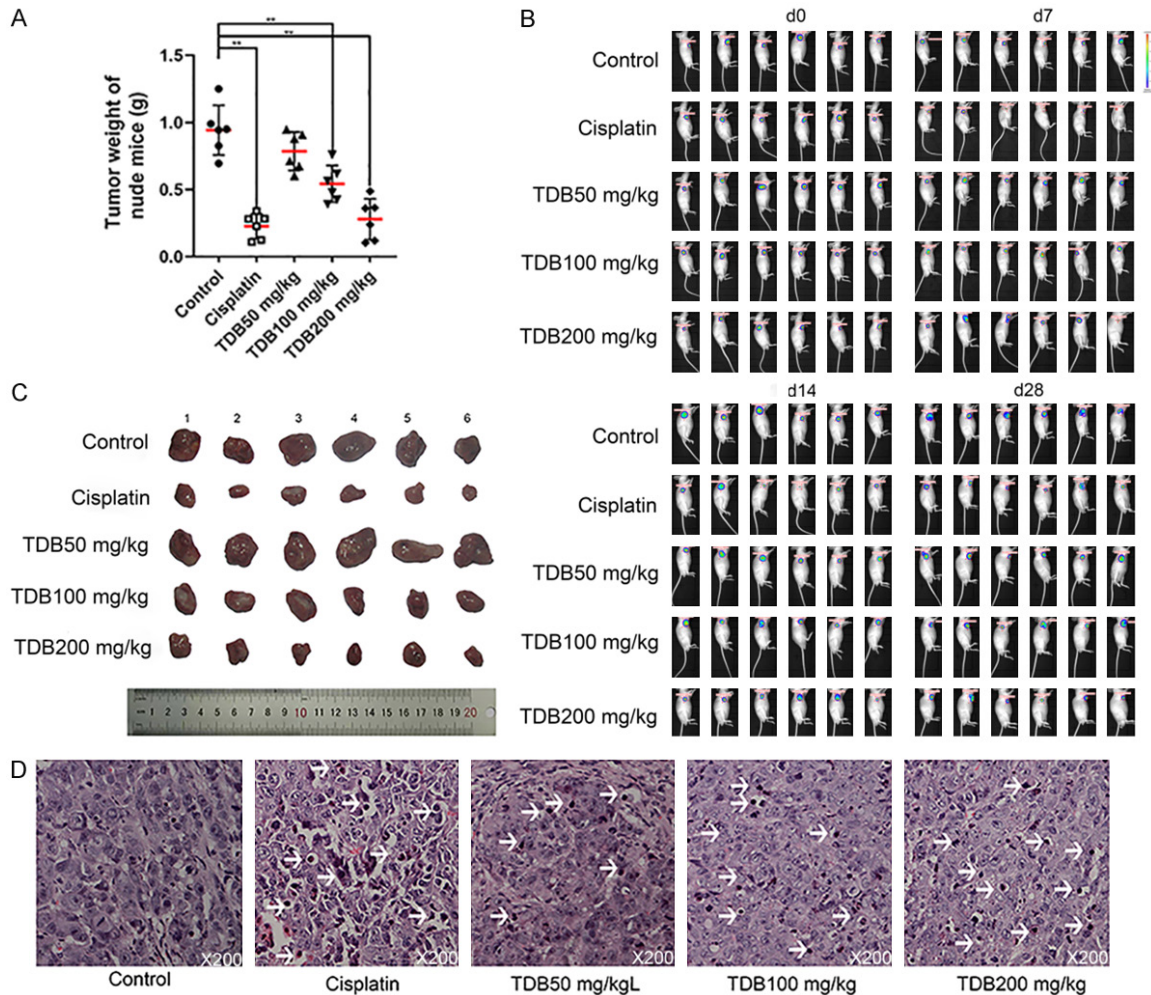 A
**
**
**
Tumor weight of
nude mice (g)
1.5
1.0
0.5
0.0
Control
Cisplatin
TDB50 mg/kg
TDB100 mg/kg
TDB200 mg/kg
B
d0
d7
Control
Cisplatin
TDB50 mg/kg
TDB100 mg/kg
TDB200 mg/kg
d14
d28
Control
Cisplatin
TDB50 mg/kg
TDB100 mg/kg
TDB200 mg/kg
C
1 2 3 4 5 6
Control
Cisplatin
TDB50 mg/kg
TDB100 mg/kg
TDB200 mg/kg
1 2 3 4 5 6 7 8 9 10 11 12 13 14 15 16 17 18 19 20
D
X200 X200 X200 X200 X200
Control Cisplatin TDB50 mg/kgL TDB100 mg/kg TDB200 mg/kg